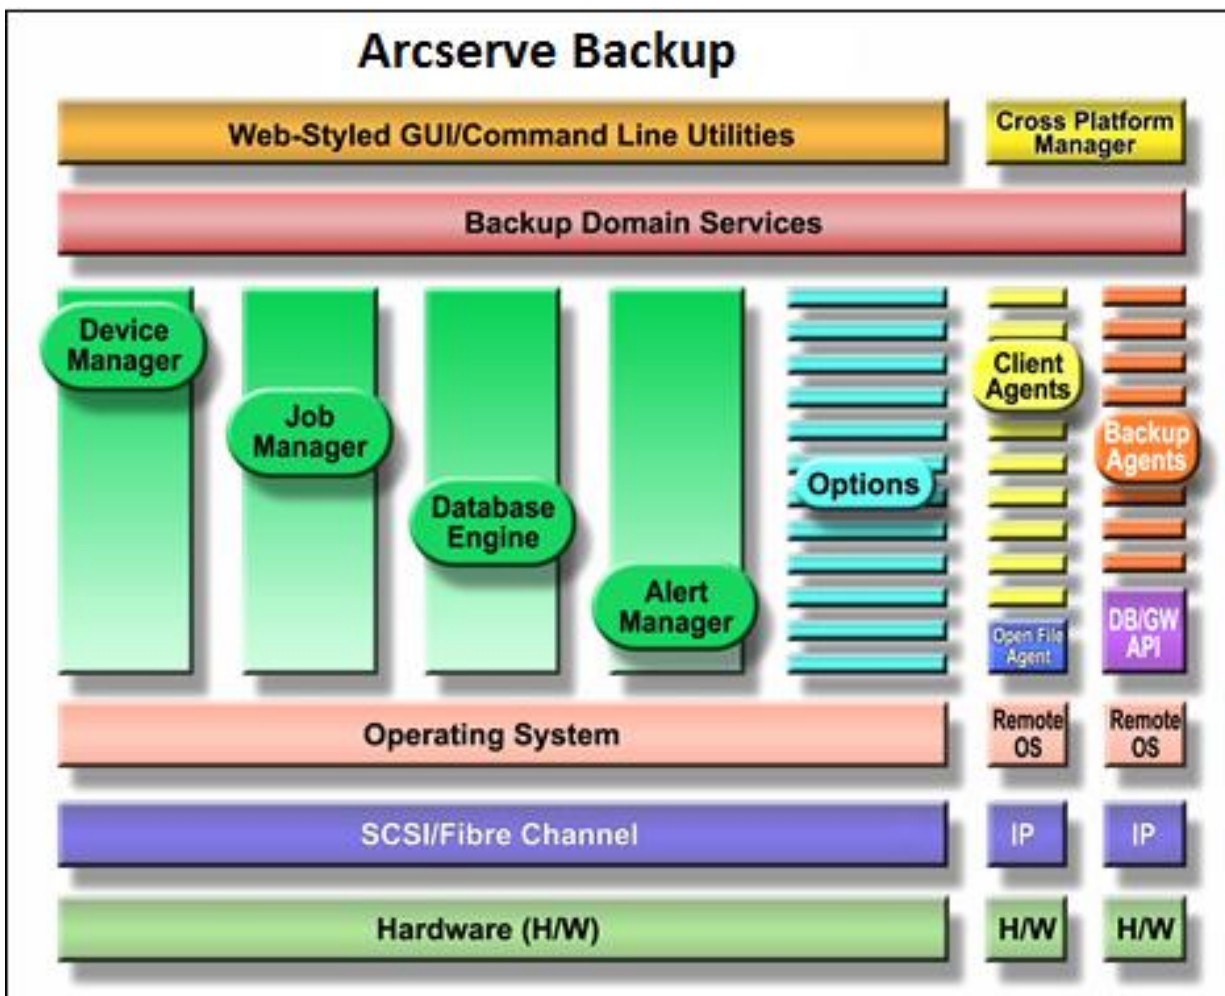 Arcserve Backup
Web-Styled GUI/Command Line Utilities
Cross Platform
Manager
Backup Domain Services
Device
Manager
Job
Manager
Database
Engine
Alert
Manager
Options
Client
Agents
Backup
Agents
Open File
Agent
DB/GW
API
Operating System
Remote
OS
Remote
OS
SCSI/Fibre Channel
IP
IP
Hardware (H/W)
H/W
H/W